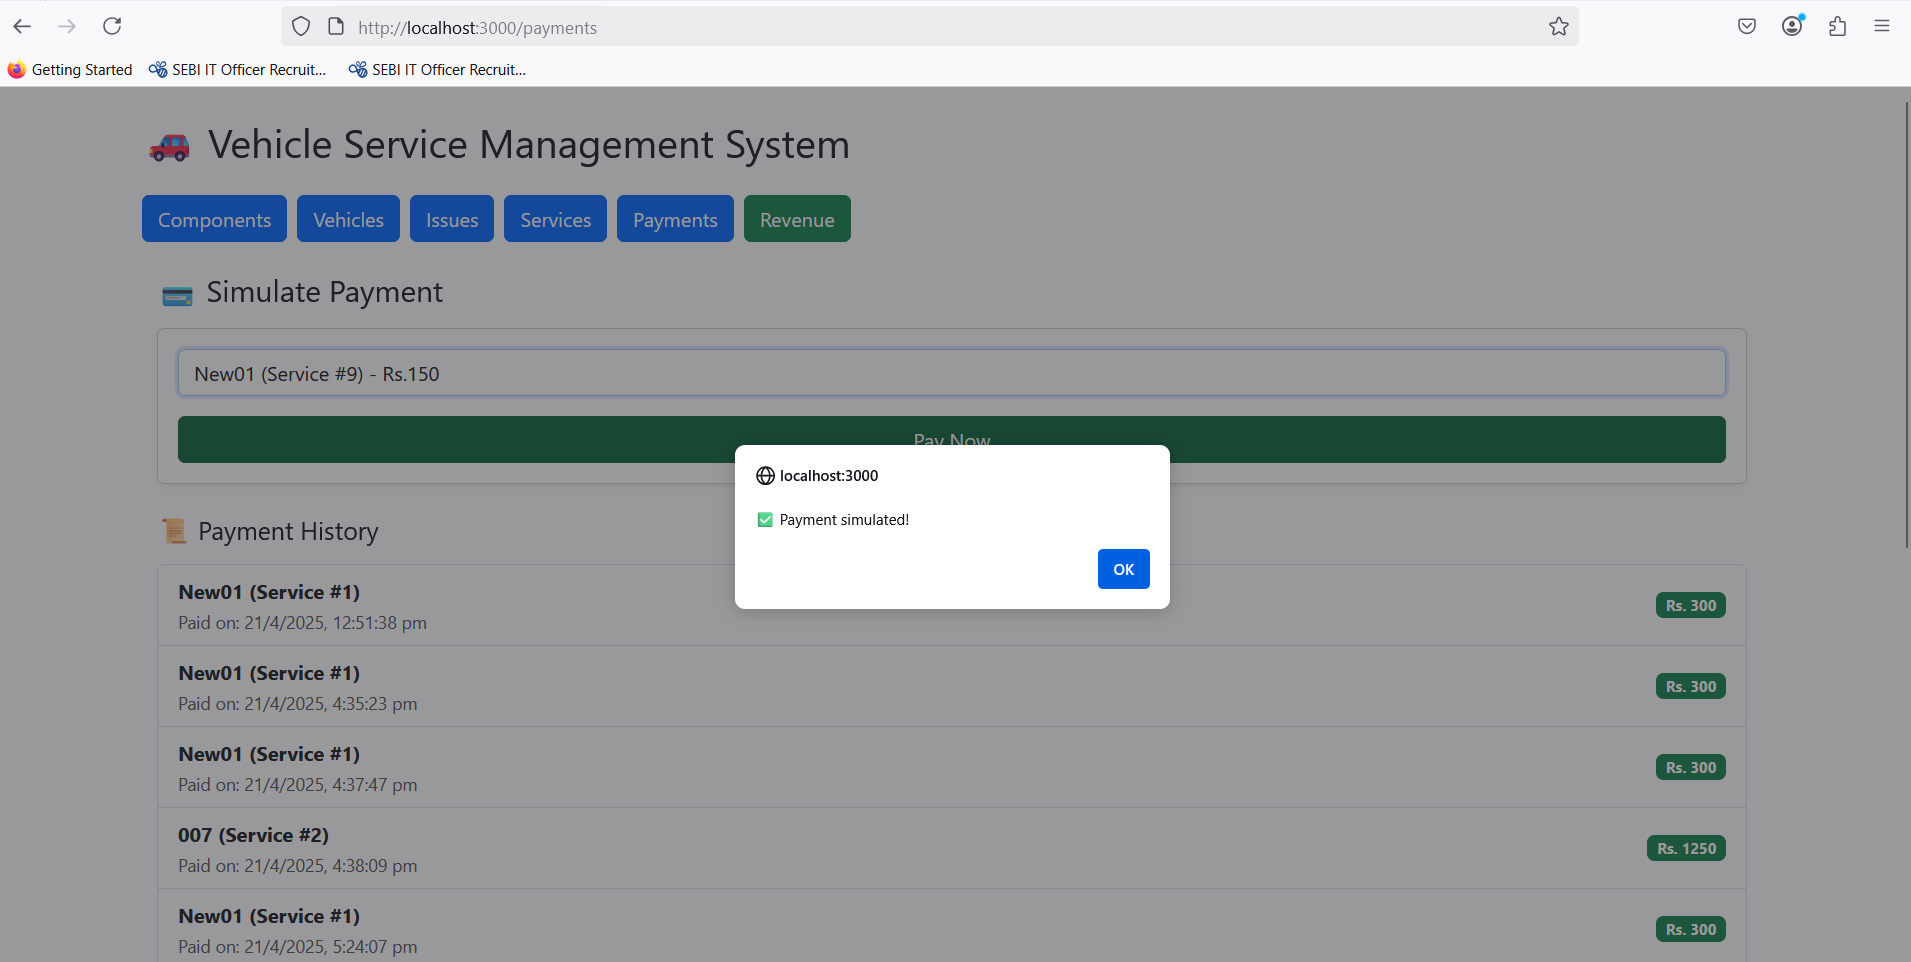 http://localhost:3000/payments
Getting Started SEBI IT Officer Recruit... SEBI IT Officer Recruit...
Vehicle Service Management System
Components Vehicles Issues Services Payments Revenue
Simulate Payment
New01 (Service #9) - Rs.150
Pay Now
localhost:3000
Payment simulated!
OK
Payment History
New01 (Service #1)
Paid on: 21/4/2025, 12:51:38 pm
Rs. 300
New01 (Service #1)
Paid on: 21/4/2025, 4:35:23 pm
Rs. 300
New01 (Service #1)
Paid on: 21/4/2025, 4:37:47 pm
Rs. 300
007 (Service #2)
Paid on: 21/4/2025, 4:38:09 pm
Rs. 1250
New01 (Service #1)
Paid on: 21/4/2025, 5:24:07 pm
Rs. 300